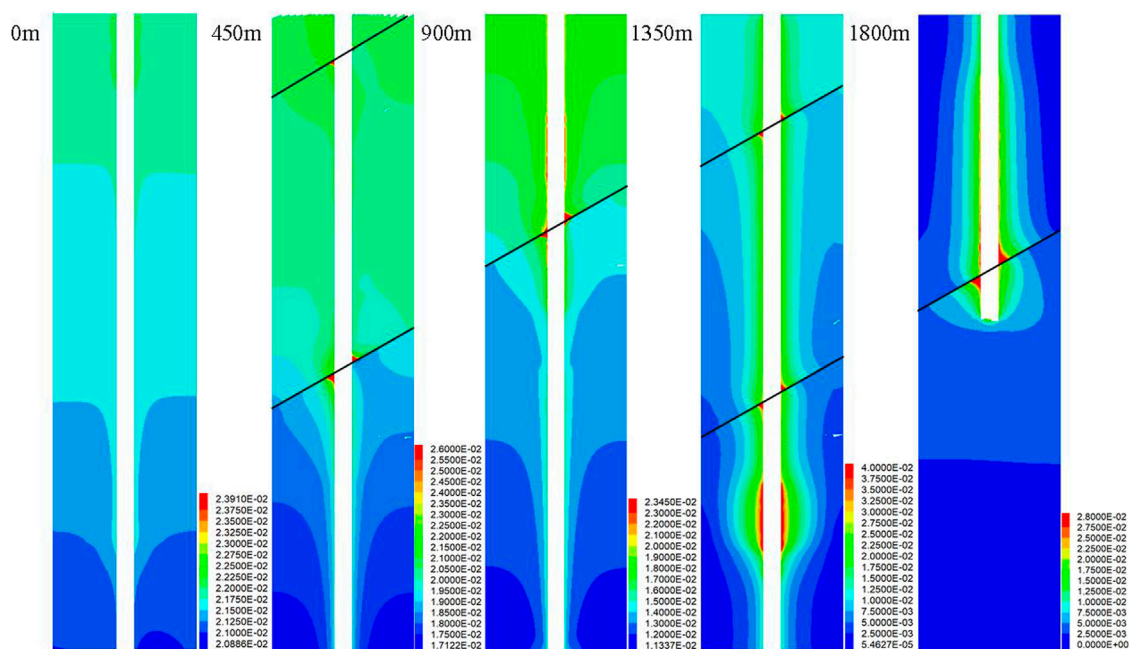 0m
450m
900m
1350m
1800m
2.3910E-02
2.3750E-02
2.3500E-02
2.3250E-02
2.3000E-02
2.2750E-02
2.2500E-02
2.2250E-02
2.2000E-02
2.1750E-02
2.1500E-02
2.1250E-02
2.1000E-02
2.0886E-02
2.6000E-02
2.5500E-02
2.5000E-02
2.4500E-02
2.4000E-02
2.3500E-02
2.3000E-02
2.2500E-02
2.2000E-02
2.1500E-02
2.1000E-02
2.0500E-02
2.0000E-02
1.9500E-02
1.9000E-02
1.8500E-02
1.8000E-02
1.7500E-02
1.7122E-02
2.3450E-02
2.3000E-02
2.2000E-02
2.1000E-02
2.0000E-02
1.9000E-02
1.8000E-02
1.7000E-02
1.6000E-02
1.5000E-02
1.4000E-02
1.3000E-02
1.2000E-02
1.1337E-02
4.0000E-02
3.7500E-02
3.5000E-02
3.2500E-02
3.0000E-02
2.7500E-02
2.5000E-02
2.2500E-02
2.0000E-02
1.7500E-02
1.5000E-02
1.2500E-02
1.0000E-02
7.5000E-03
5.0000E-03
2.5000E-03
5.4627E-05
2.8000E-02
2.7500E-02
2.5000E-02
2.2500E-02
2.0000E-02
1.7500E-02
1.5000E-02
1.2500E-02
1.0000E-02
7.5000E-03
5.0000E-03
2.5000E-03
0.0000E+00